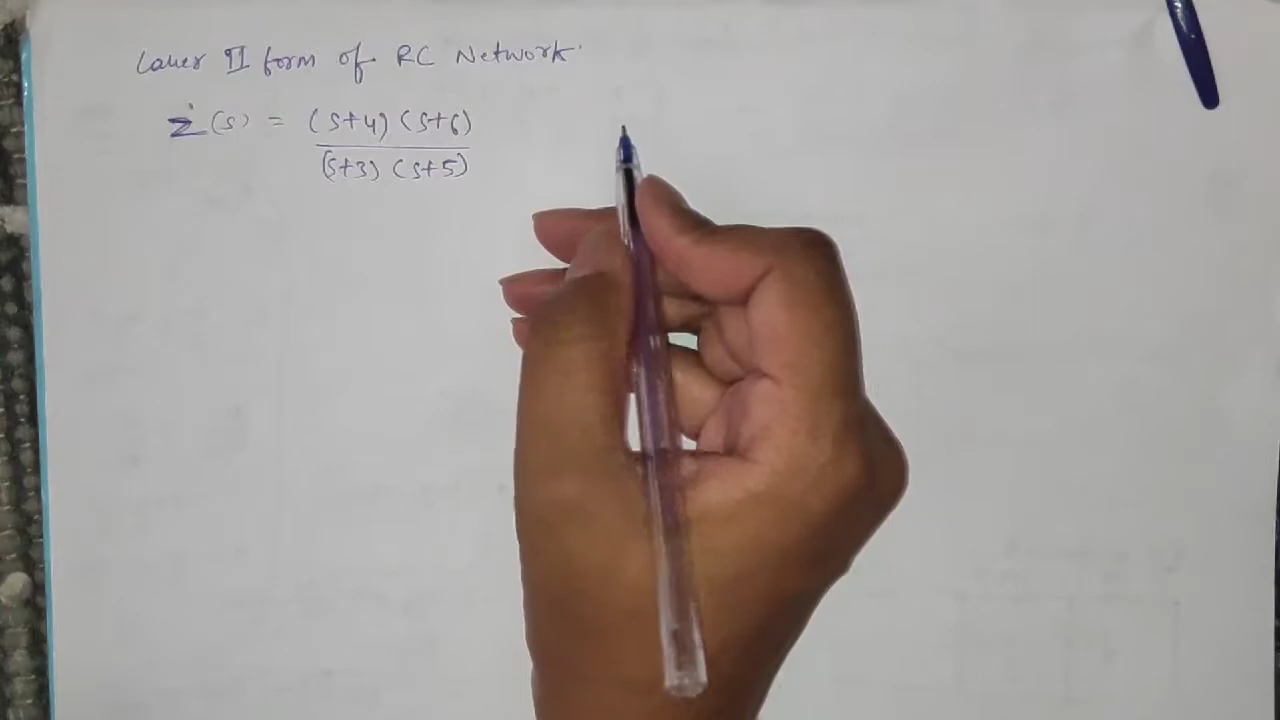 Cauer II form of RC Network.
Z(s) = (s+4) (s+6)
(s+3) (s+5)